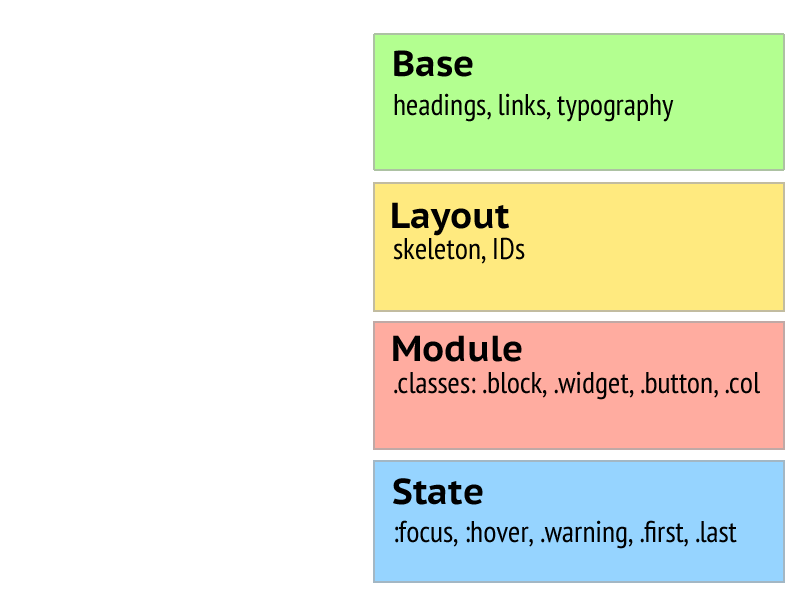 Base
headings, links, typography
Layout
skeleton, IDs
Module
.classes: .block, .widget, .button, .col
State
:focus, :hover, .warning, .first, .last